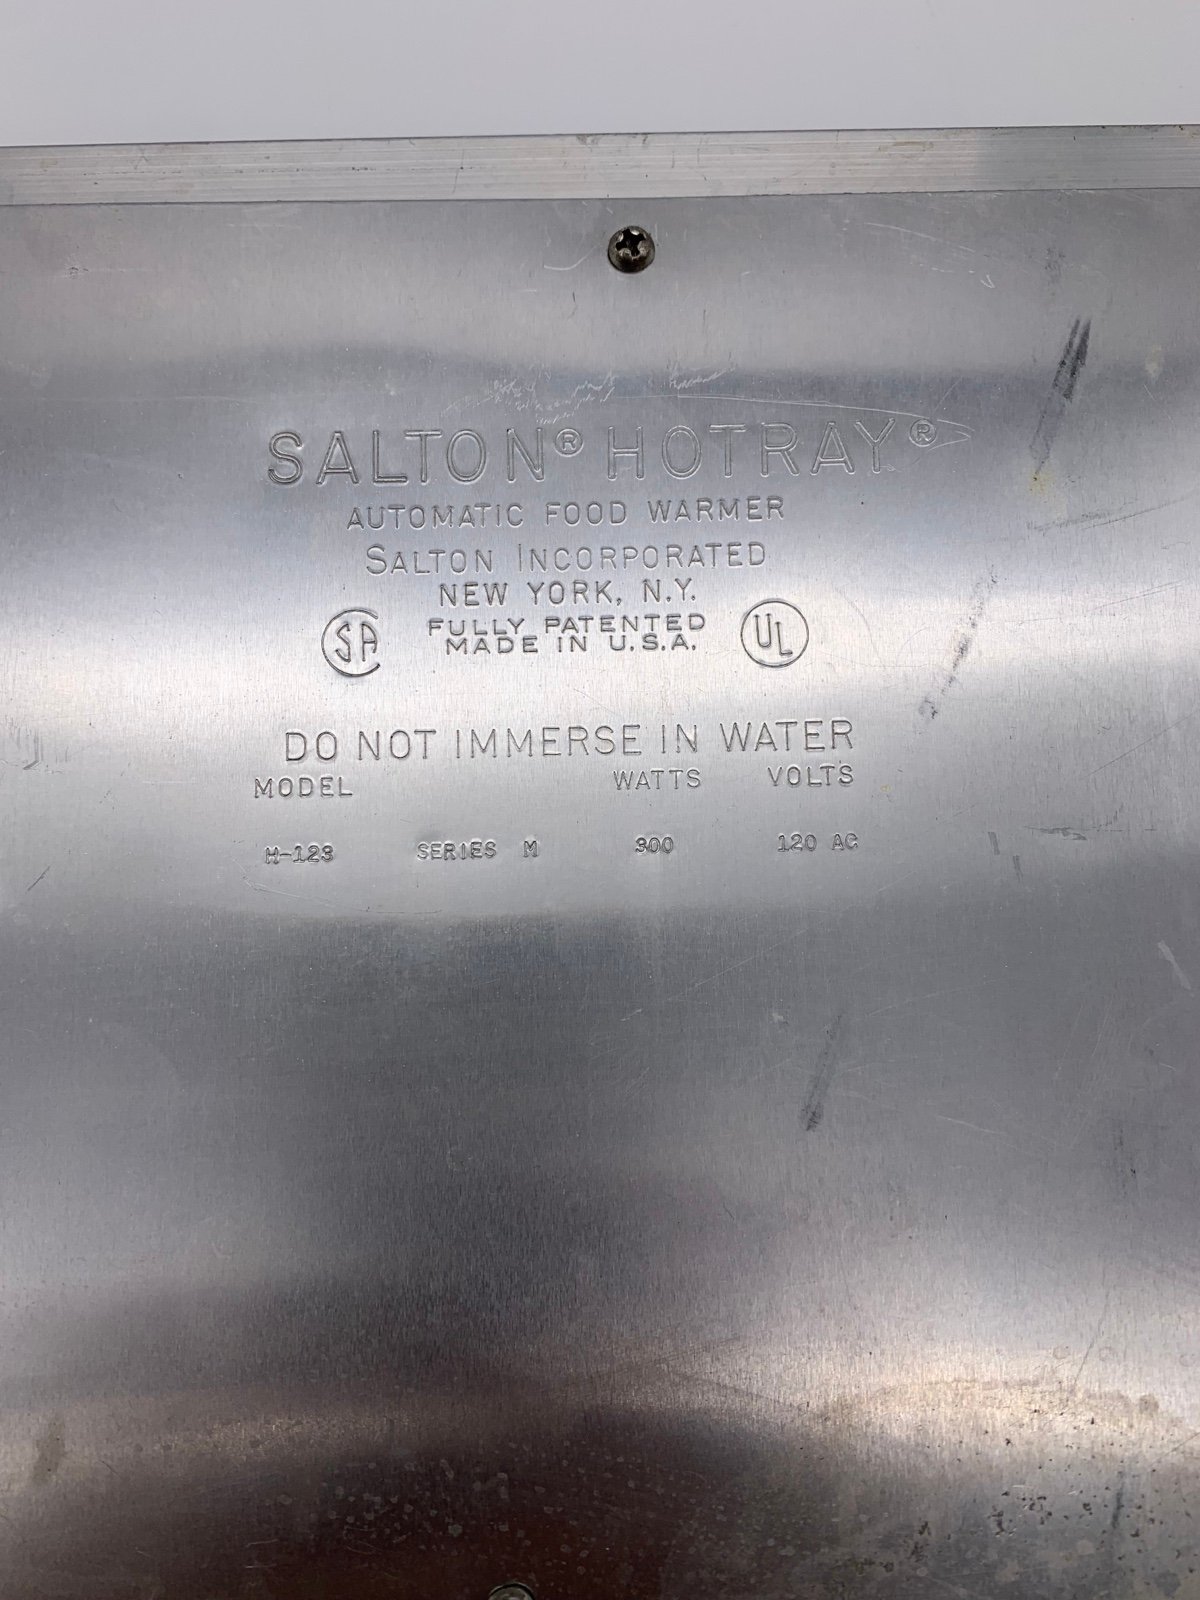 SALTON® HOTRAY®
AUTOMATIC FOOD WARMER
SALTON INCORPORATED
NEW YORK, N.Y.
SA FULLY PATENTED UL
MADE IN U.S.A.
DO NOT IMMERSE IN WATER
MODEL WATTS VOLTS
H-123 SERIES M 300 120 AC